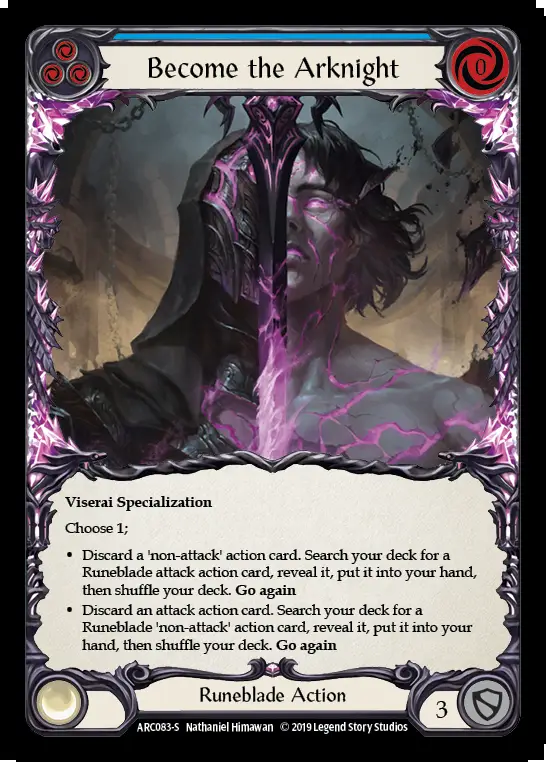 Become the Arknight
0
Viserai Specialization
Choose 1;
• Discard a 'non-attack' action card. Search your deck for a
Runeblade attack action card, reveal it, put it into your hand,
then shuffle your deck. Go again
• Discard an attack action card. Search your deck for a
Runeblade 'non-attack' action card, reveal it, put it into your
hand, then shuffle your deck. Go again
Runeblade Action
3
ARC083-S Nathaniel Himawan © 2019 Legend Story Studios